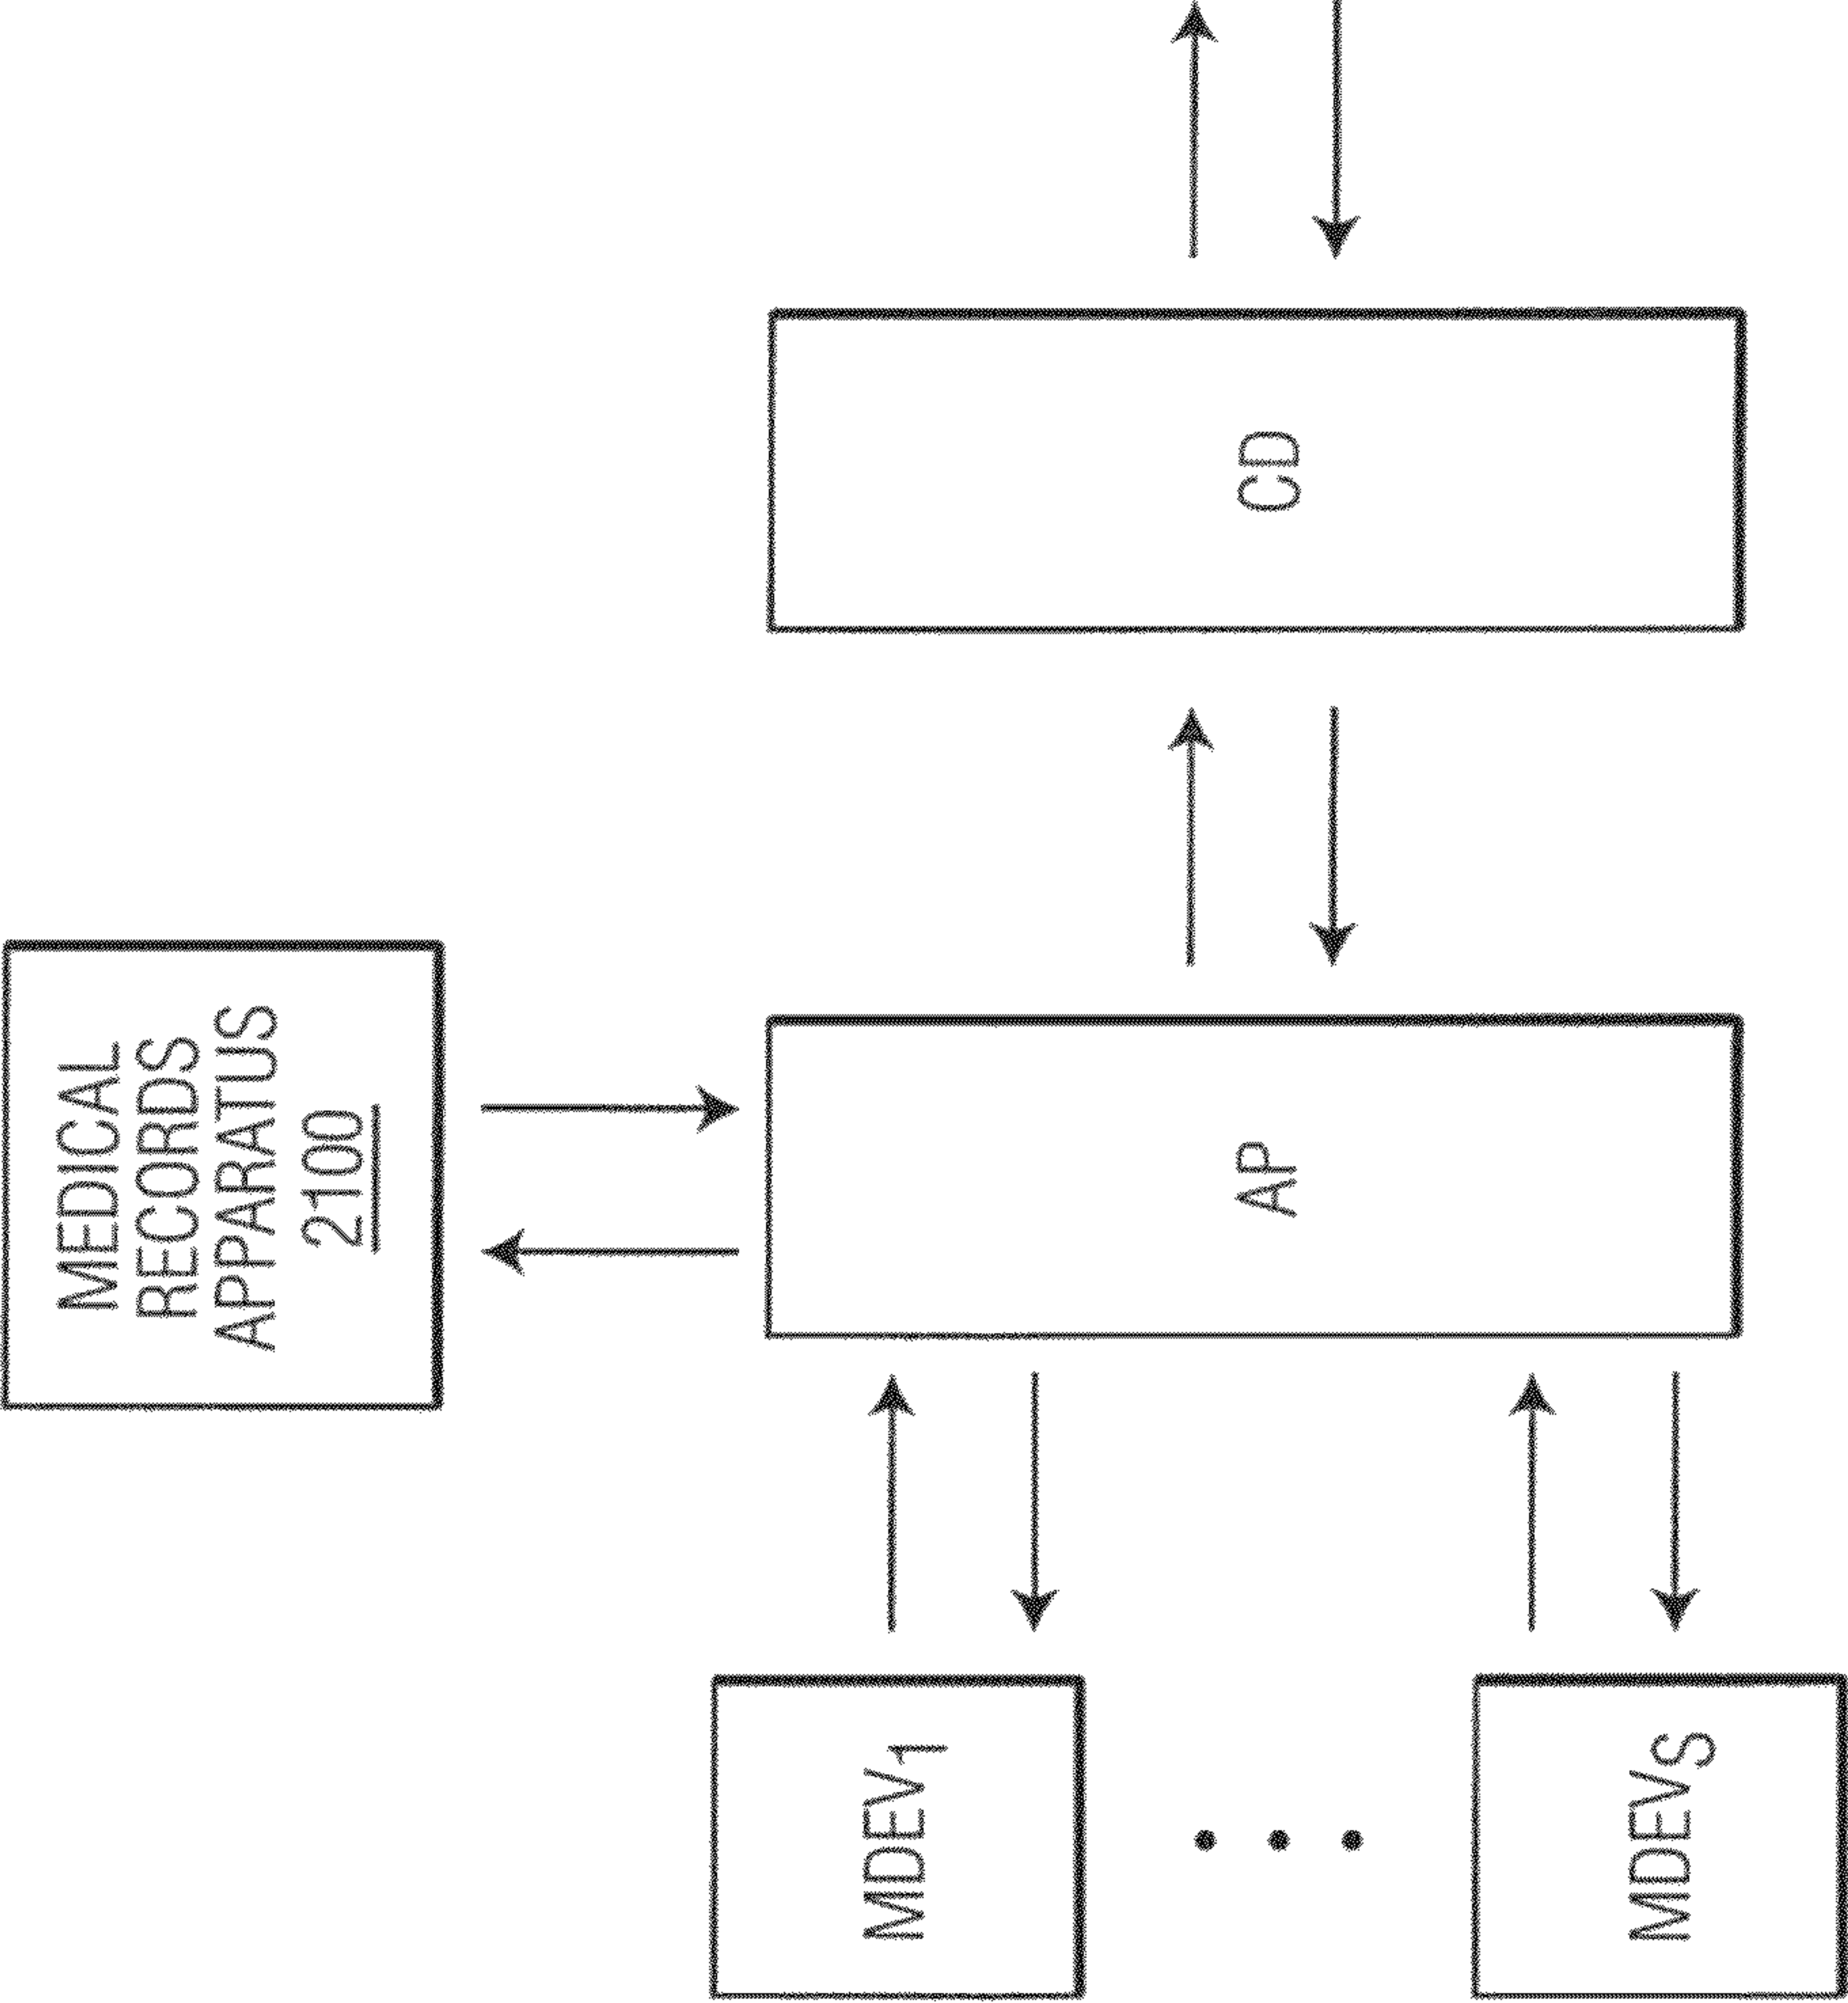 MEDICAL
RECORDS
APPARATUS
2100
MDEV1
AP
CD
MDEVS